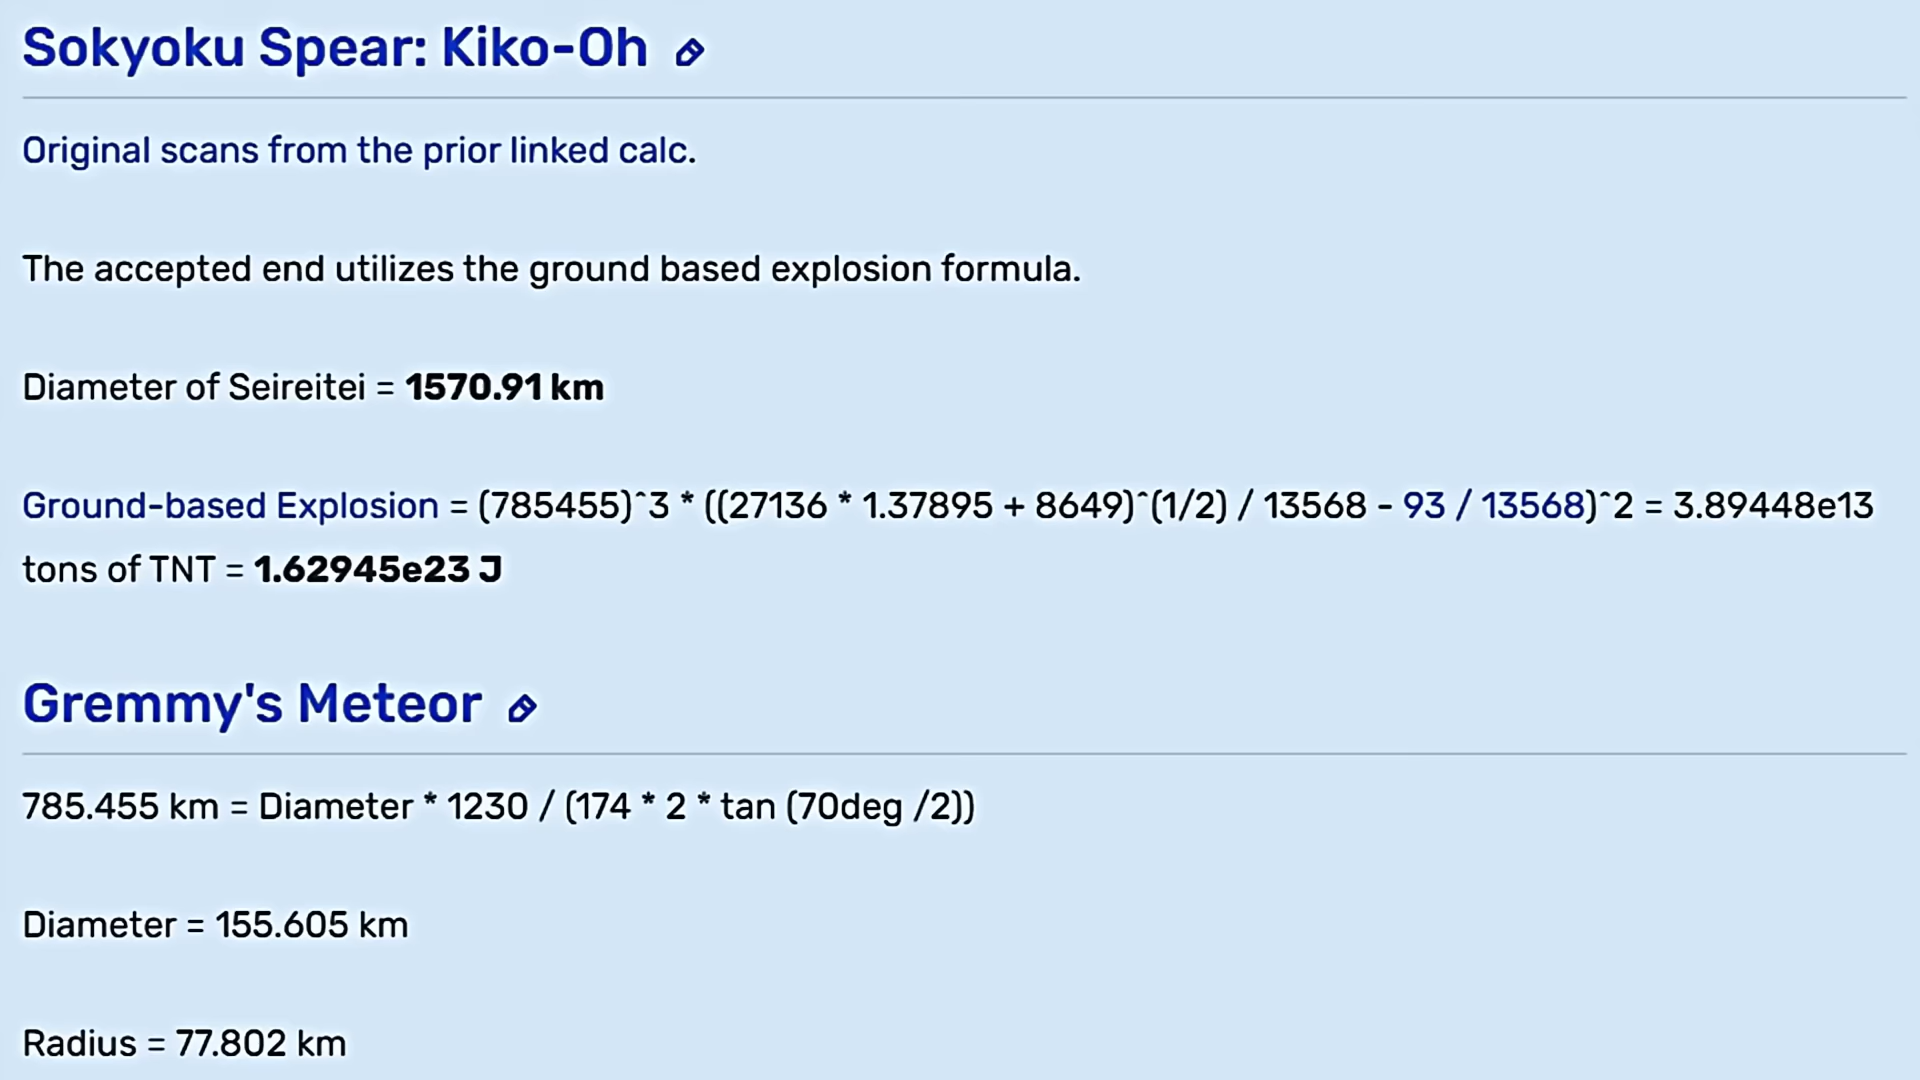 Sokyoku Spear: Kiko-Oh
Original scans from the prior linked calc.
The accepted end utilizes the ground based explosion formula.
Diameter of Seireitei = 1570.91 km
Ground-based Explosion = (785455)^3 * ((27136 * 1.37895 + 8649)^(1/2) / 13568 - 93 / 13568)^2 = 3.89448e13
tons of TNT = 1.62945e23 J
Gremmy's Meteor
785.455 km = Diameter * 1230 / (174 * 2 * tan (70deg /2))
Diameter = 155.605 km
Radius = 77.802 km